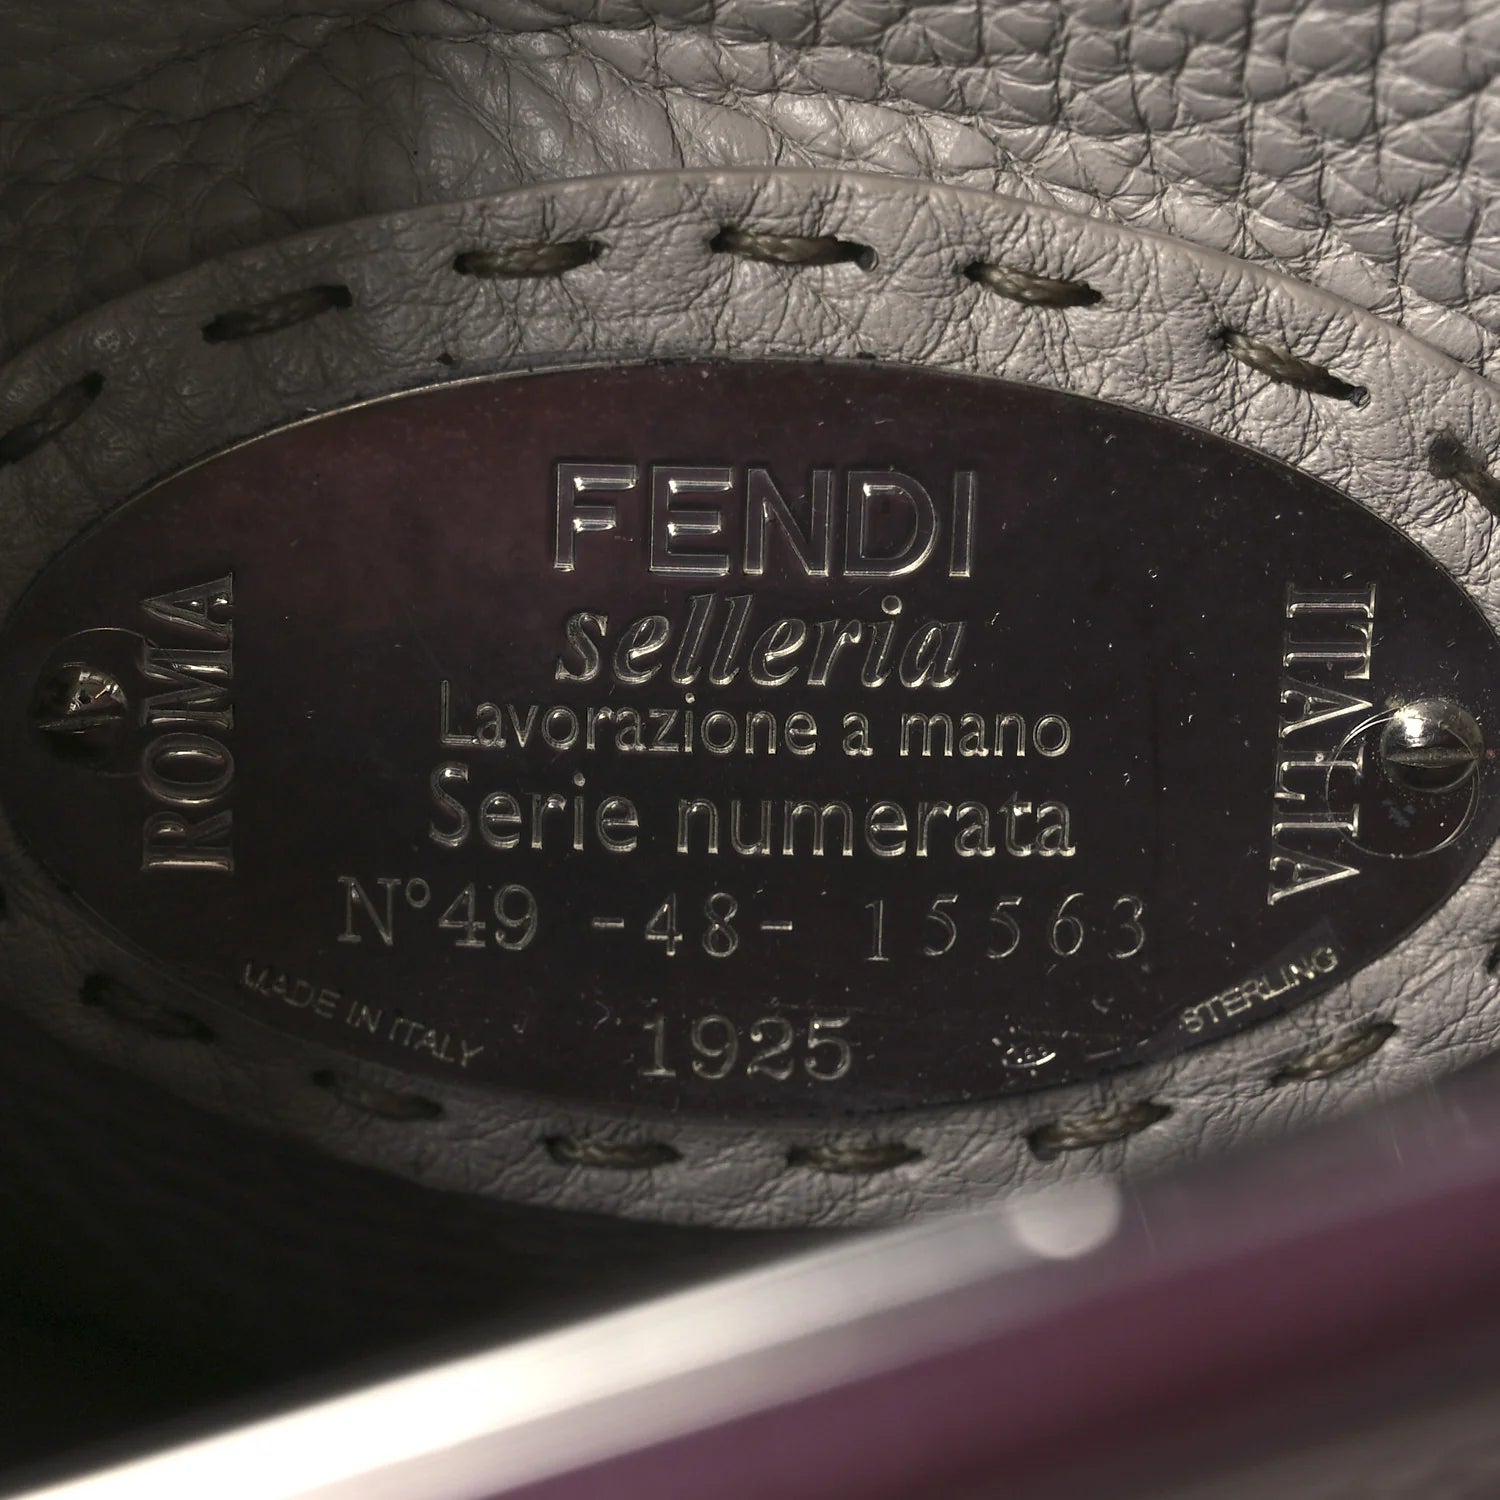 FENDI
selleria
Lavorazione a mano
Serie numerata
N° 49 -48- 15563
1925
ROMA
ITALIA
MADE IN ITALY
STERLING